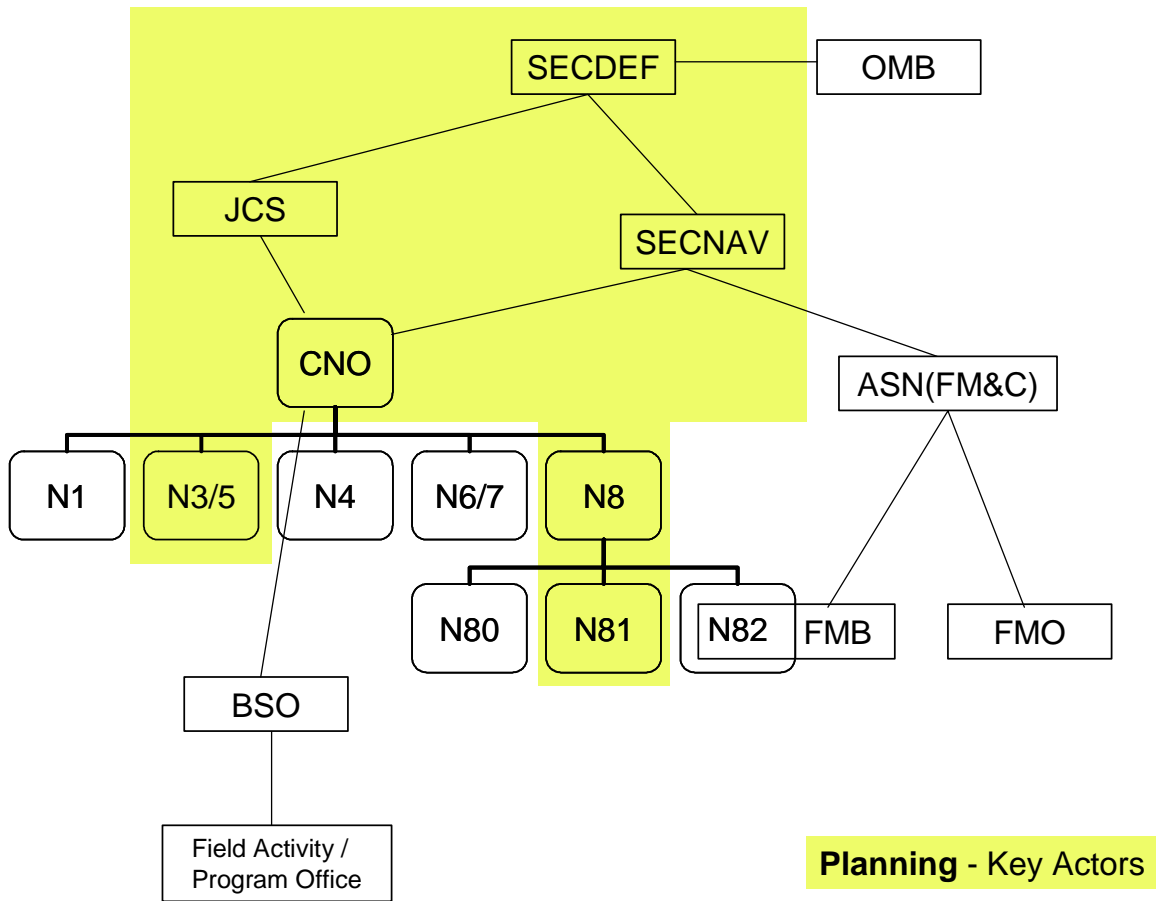 SECDEF
OMB
JCS
SECNAV
CNO
ASN(FM&C)
N1
N3/5
N4
N6/7
N8
N80
N81
N82
FMB
FMO
BSO
Field Activity /
Program Office
Planning - Key Actors